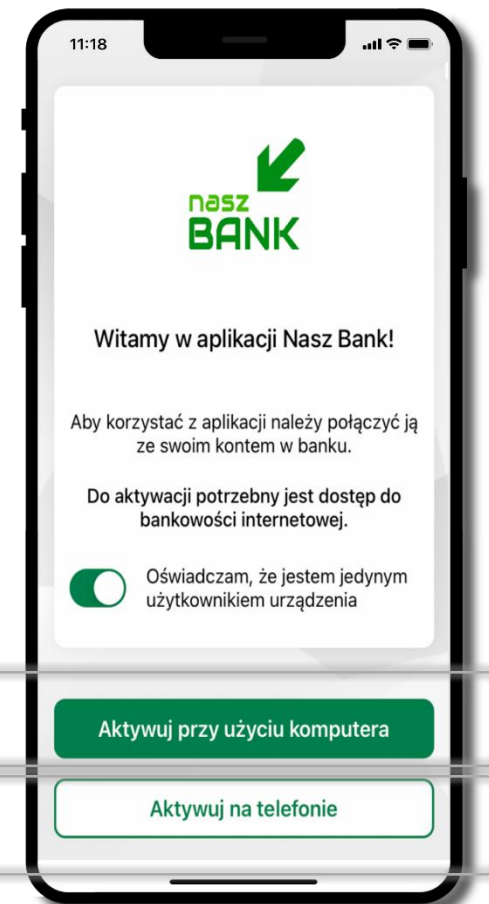 11:18
nasz
BANK
Witamy w aplikacji Nasz Bank!
Aby korzystać z aplikacji należy połączyć ją
ze swoim kontem w banku.
Do aktywacji potrzebny jest dostęp do
bankowości internetowej.
Oświadczam, że jestem jedynym
użytkownikiem urządzenia
Aktywuj przy użyciu komputera
Aktywuj na telefonie